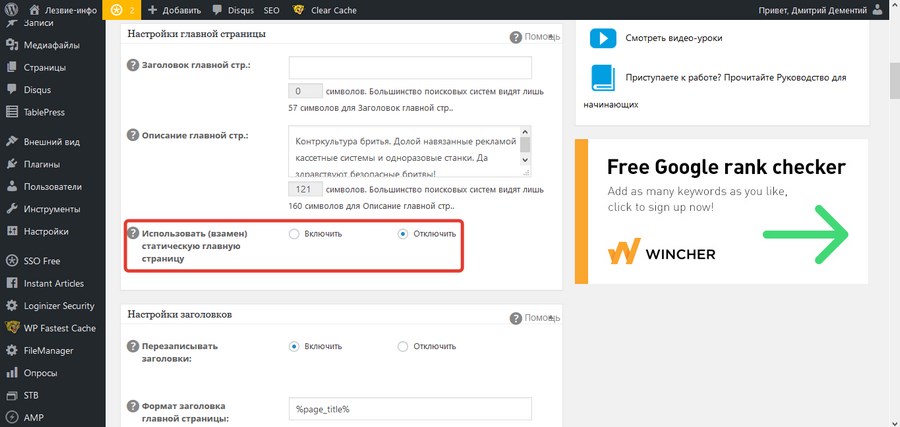 Лезвие-инфо
2
Добавить
Disqus
SEO
Clear Cache
Привет, Дмитрий Дементий
Записи
Медиафайлы
Страницы
Disqus
TablePress
Внешний вид
Плагины
Пользователи
Инструменты
Настройки
SSO Free
Instant Articles
Loginizer Security
WP Fastest Cache
FileManager
Опросы
STB
AMP
Настройки главной страницы
? Помощь
? Заголовок главной стр.:
0 символов. Большинство поисковых систем видят лишь
57 символов для Заголовок главной стр..
? Описание главной стр.:
Контркультура бритья. Долой навязанные рекламой
кассетные системы и одноразовые станки. Да
здравствуют безопасные бритвы!
121 символов. Большинство поисковых систем видят лишь
160 символов для Описание главной стр..
? Использовать (взамен)
статическую главную
страницу
Включить
Отключить
Настройки заголовков
? Помощь
? Перезаписывать
заголовки:
Включить
Отключить
? Формат заголовка
главной страницы:
%page_title%
Смотреть видео-уроки
Приступаете к работе? Прочитайте Руководство для
начинающих
Free Google rank checker
Add as many keywords as you like,
click to sign up now!
WINCHER